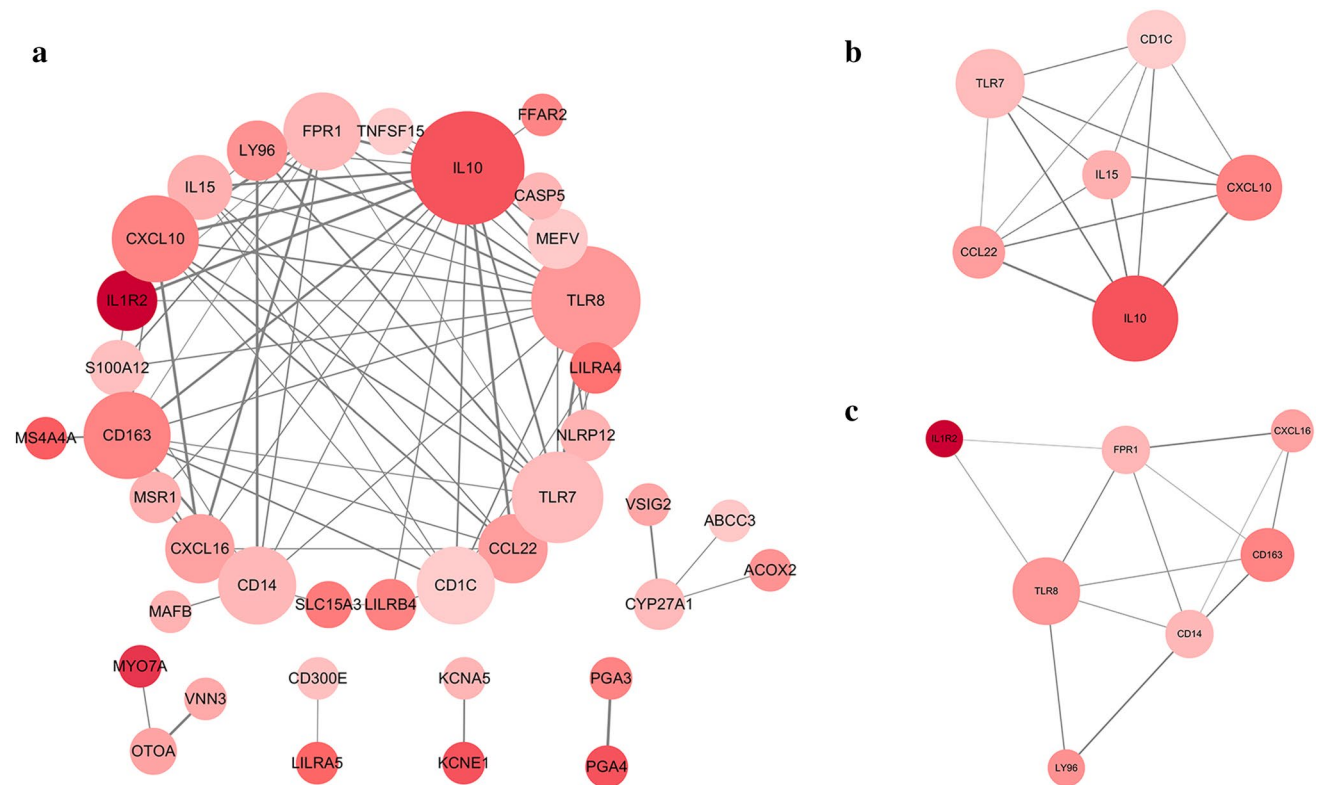 a
FFAR2
FPR1
TNFSF15
LY96
IL10
IL15
CASP5
CXCL10
MEFV
IL1R2
TLR8
S100A12
LILRA4
MS4A4A
CD163
NLRP12
MSR1
TLR7
VSIG2
ABCC3
CXCL16
CCL22
ACOX2
CD14
CD1C
MAFB
SLC15A3
LILRB4
CYP27A1
MYO7A
VNN3
OTOA
CD300E
LILRA5
KCNA5
KCNE1
PGA3
PGA4
b
CD1C
TLR7
IL15
CXCL10
CCL22
IL10
c
IL1R2
FPR1
CXCL16
CD163
TLR8
CD14
LY96